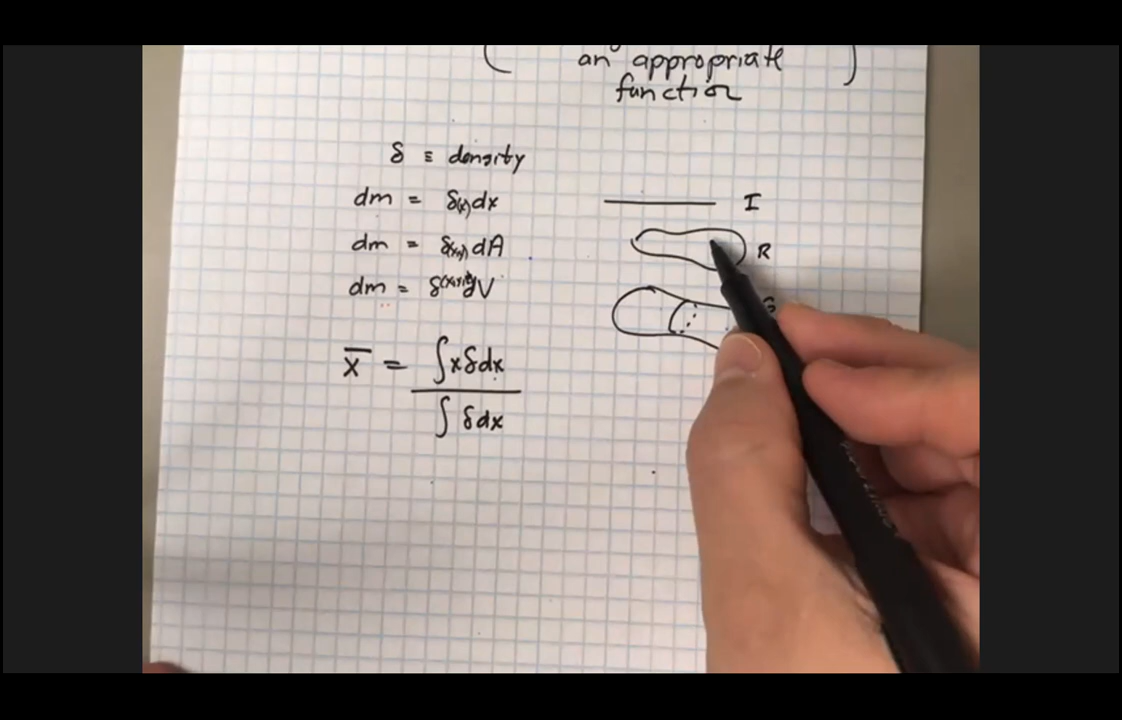 ( an appropriate )
function
δ ≡ density
dm = δ(x) dx
I
dm = δ(x,y) dA
R
dm = δ(x,y,z) dV
x̄ = ∫xδdx / ∫δdx